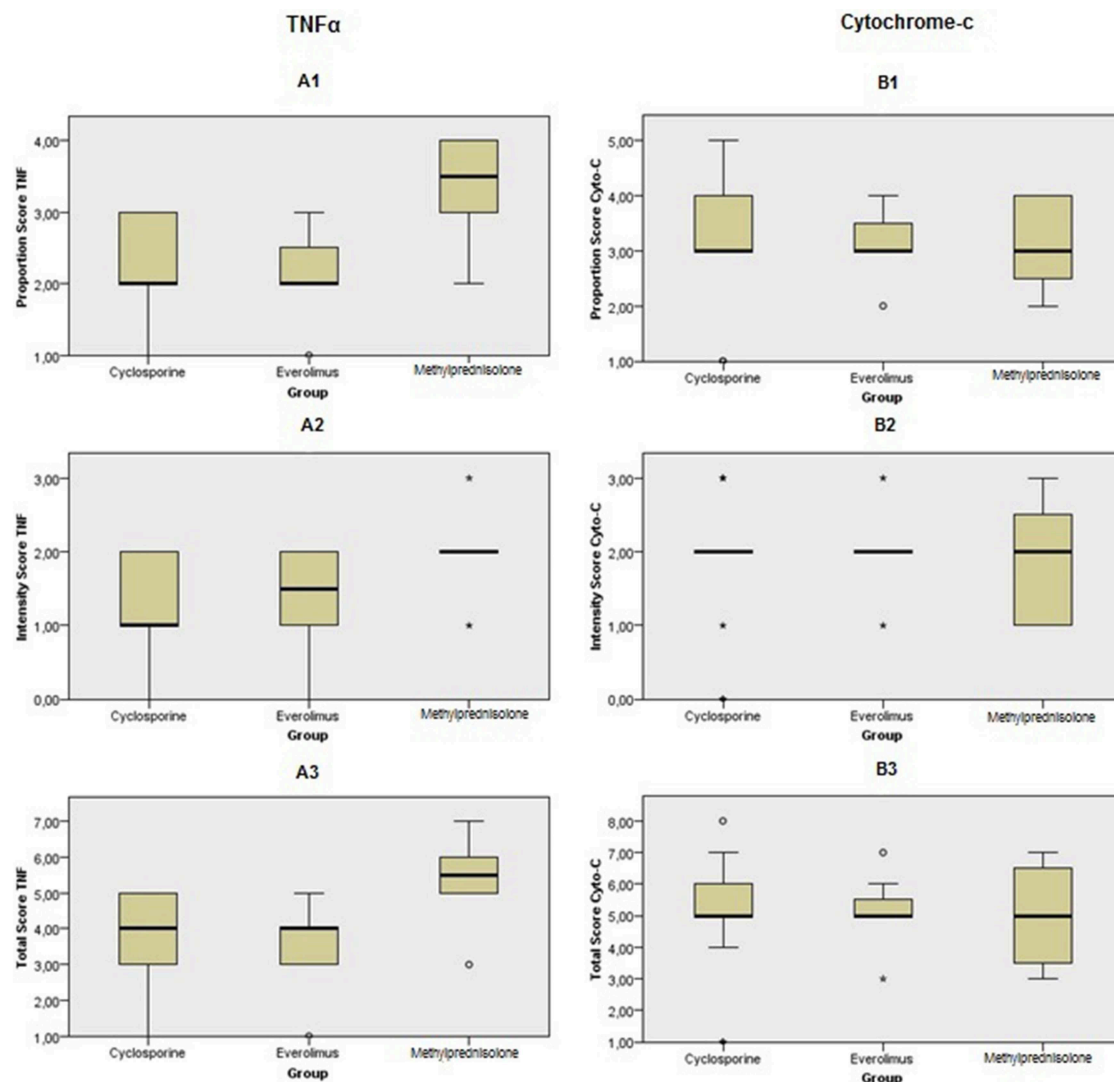 TNFα
Cytochrome-c
A1
4,00
3,00
2,00
1,00
Proportion Score TNF
Cyclosporine
Everolimus
Methylprednisolone
Group
B1
5,00
4,00
3,00
2,00
1,00
Proportion Score Cyto-C
Cyclosporine
Everolimus
Methylprednisolone
Group
A2
3,00
2,00
1,00
0,00
Intensity Score TNF
Cyclosporine
Everolimus
Methylprednisolone
Group
B2
3,00
2,00
1,00
0,00
Intensity Score Cyto-C
Cyclosporine
Everolimus
Methylprednisolone
Group
A3
7,00
6,00
5,00
4,00
3,00
2,00
1,00
Total Score TNF
Cyclosporine
Everolimus
Methylprednisolone
Group
B3
8,00
7,00
6,00
5,00
4,00
3,00
2,00
1,00
Total Score Cyto-C
Cyclosporine
Everolimus
Methylprednisolone
Group